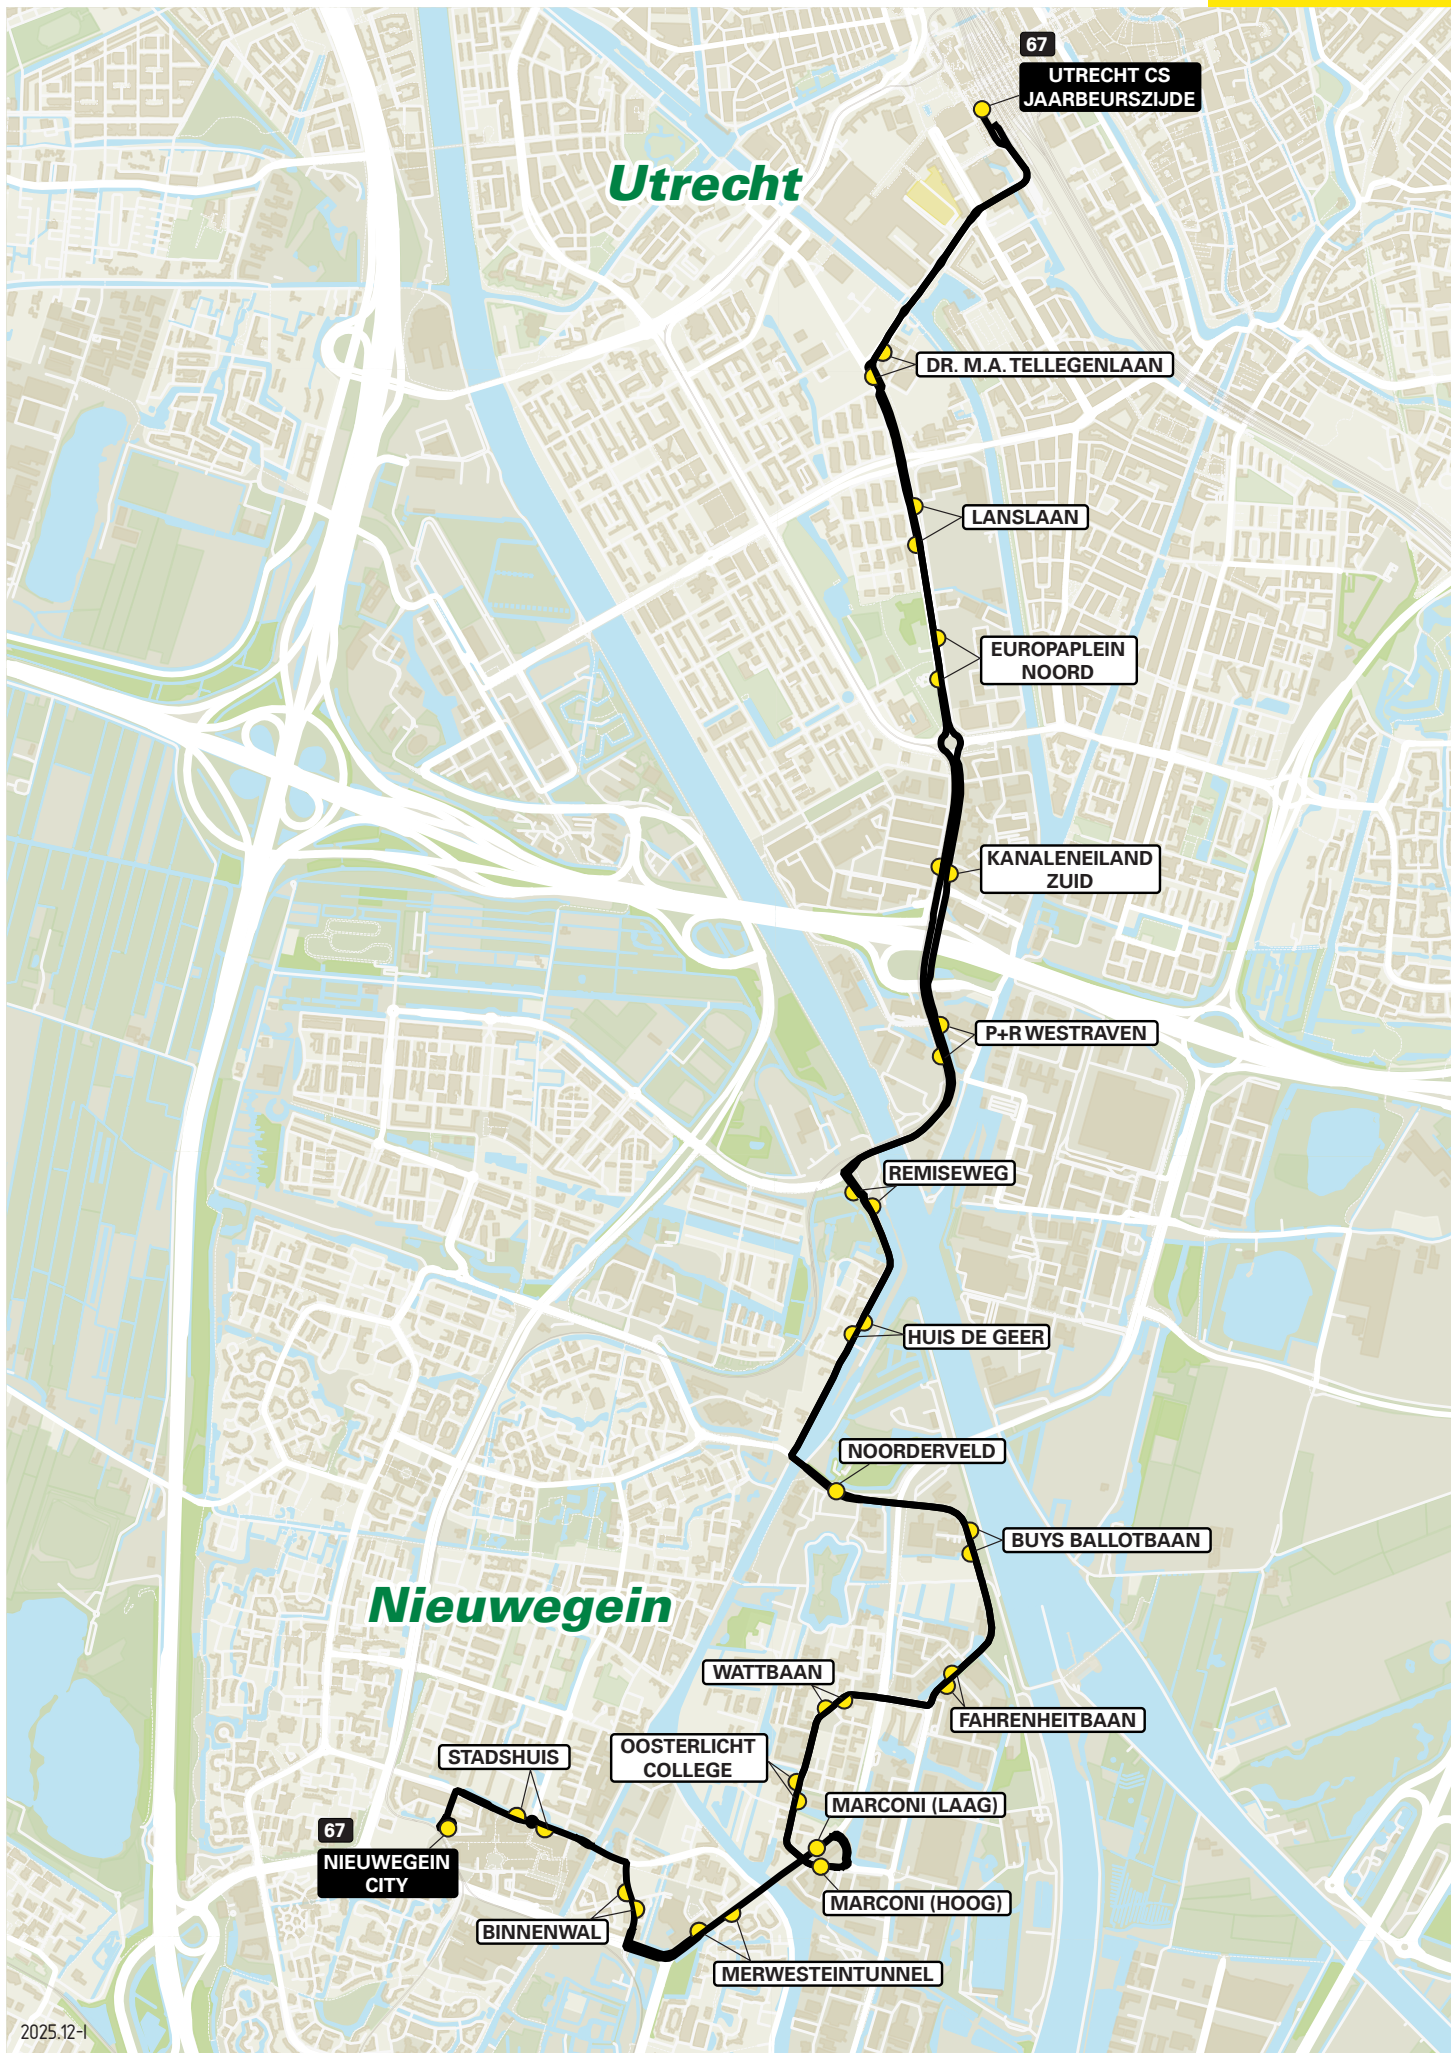 67
UTRECHT CS
JAARBEURSZIJDE
Utrecht
DR. M.A. TELLEGENLAAN
LANSLAAN
EUROPAPLEIN
NOORD
KANALENEILAND
ZUID
P+R WESTRAVEN
REMISEWEG
HUIS DE GEER
NOORDERVELD
BUYS BALLOTBAAN
Nieuwegein
WATTBAAN
FAHRENHEITBAAN
OOSTERLICHT
COLLEGE
STADSHUIS
MARCONI (LAAG)
67
NIEUWEGEIN
CITY
MARCONI (HOOG)
BINNENWAL
MERWESTEINTUNNEL
2025.12-I